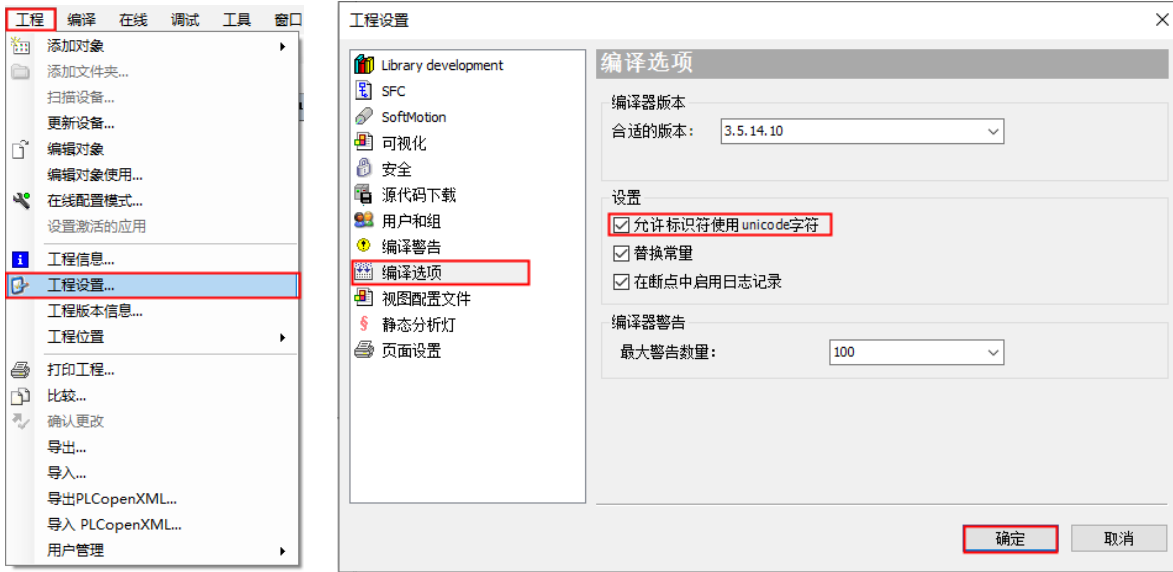 工程 编译 在线 调试 工具 窗口
添加对象
添加文件夹...
扫描设备...
更新设备...
编辑对象
编辑对象使用...
在线配置模式...
设置激活的应用
工程信息...
工程设置...
工程版本信息...
工程位置
打印工程...
比较...
确认更改
导出...
导入...
导出PLCopenXML...
导入 PLCopenXML...
用户管理
工程设置
Library development
SFC
SoftMotion
可视化
安全
源代码下载
用户和组
编译警告
编译选项
视图配置文件
静态分析灯
页面设置
编译选项
编译器版本
合适的版本: 3.5.14.10
设置
允许标识符使用unicode字符
替换常量
在断点中启用日志记录
编译器警告
最大警告数量: 100
确定 取消